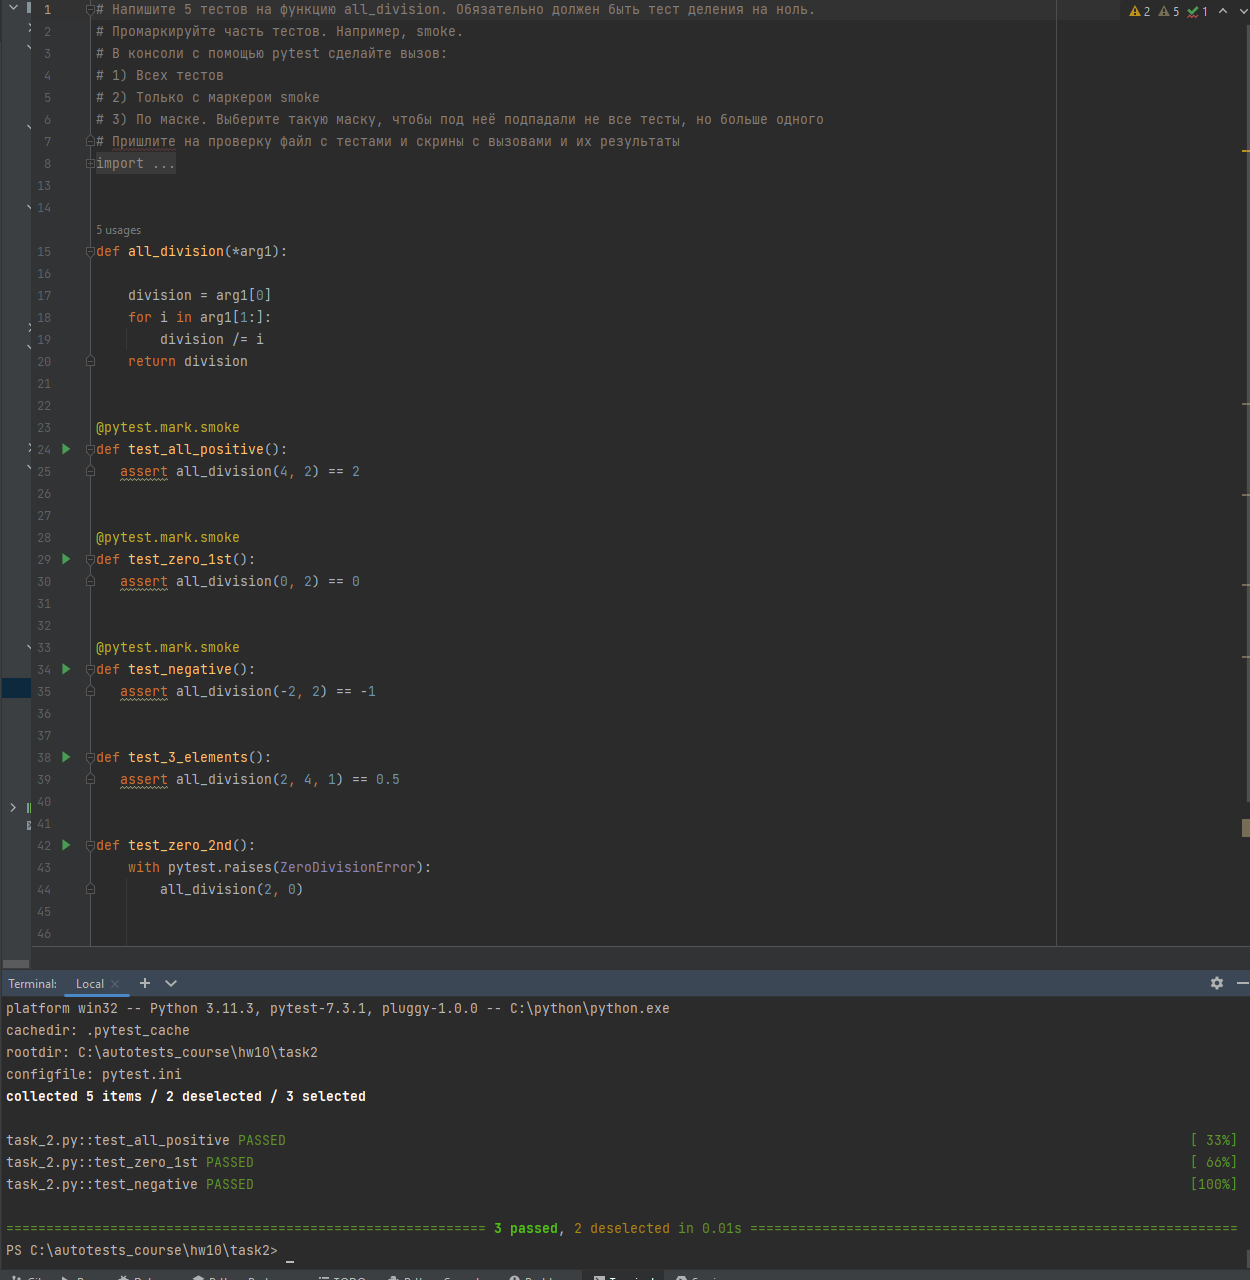 1 # Напишите 5 тестов на функцию all_division. Обязательно должен быть тест деления на ноль.
2 5 1
2 # Промаркируйте часть тестов. Например, smoke.
3 # В консоли с помощью pytest сделайте вызов:
4 # 1) Всех тестов
5 # 2) Только с маркером smoke
6 # 3) По маске. Выберите такую маску, чтобы под неё подпадали не все тесты, но больше одного
7 # Пришлите на проверку файл с тестами и скрины с вызовами и их результаты
8 import ...
13
14
5 usages
15 def all_division(*arg1):
16
17 division = arg1[0]
18 for i in arg1[1:]:
19 division /= i
20 return division
21
22
23 @pytest.mark.smoke
24 def test_all_positive():
25 assert all_division(4, 2) == 2
26
27
28 @pytest.mark.smoke
29 def test_zero_1st():
30 assert all_division(0, 2) == 0
31
32
33 @pytest.mark.smoke
34 def test_negative():
35 assert all_division(-2, 2) == -1
36
37
38 def test_3_elements():
39 assert all_division(2, 4, 1) == 0.5
40
41
42 def test_zero_2nd():
43 with pytest.raises(ZeroDivisionError):
44 all_division(2, 0)
45
46
Terminal: Local
platform win32 -- Python 3.11.3, pytest-7.3.1, pluggy-1.0.0 -- C:\python\python.exe
cachedir: .pytest_cache
rootdir: C:\autotests_course\hw10\task2
configfile: pytest.ini
collected 5 items / 2 deselected / 3 selected
task_2.py::test_all_positive PASSED [ 33%]
task_2.py::test_zero_1st PASSED [ 66%]
task_2.py::test_negative PASSED [100%]
============================================================ 3 passed, 2 deselected in 0.01s =============================================================
PS C:\autotests_course\hw10\task2> _